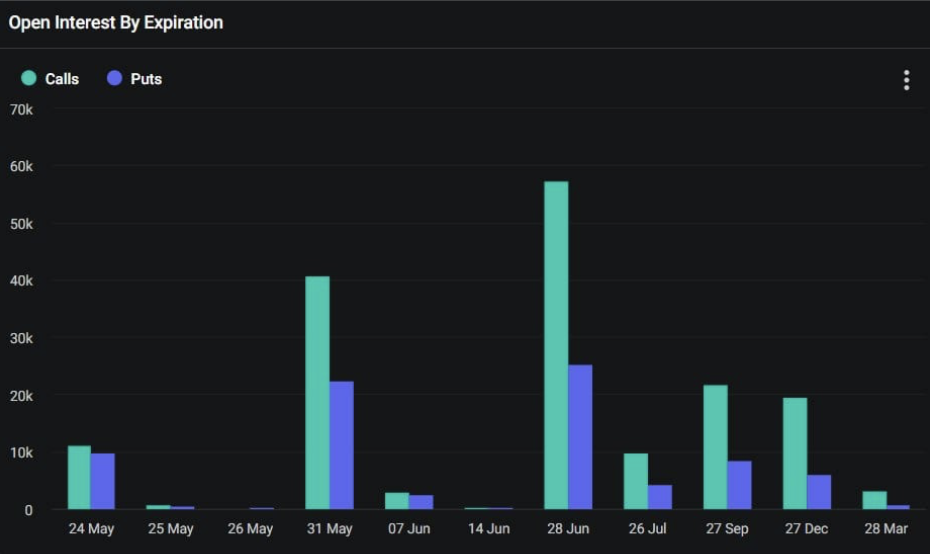 Open Interest By Expiration
Calls Puts
70k
60k
50k
40k
30k
20k
10k
0
24 May 25 May 26 May 31 May 07 Jun 14 Jun 28 Jun 26 Jul 27 Sep 27 Dec 28 Mar